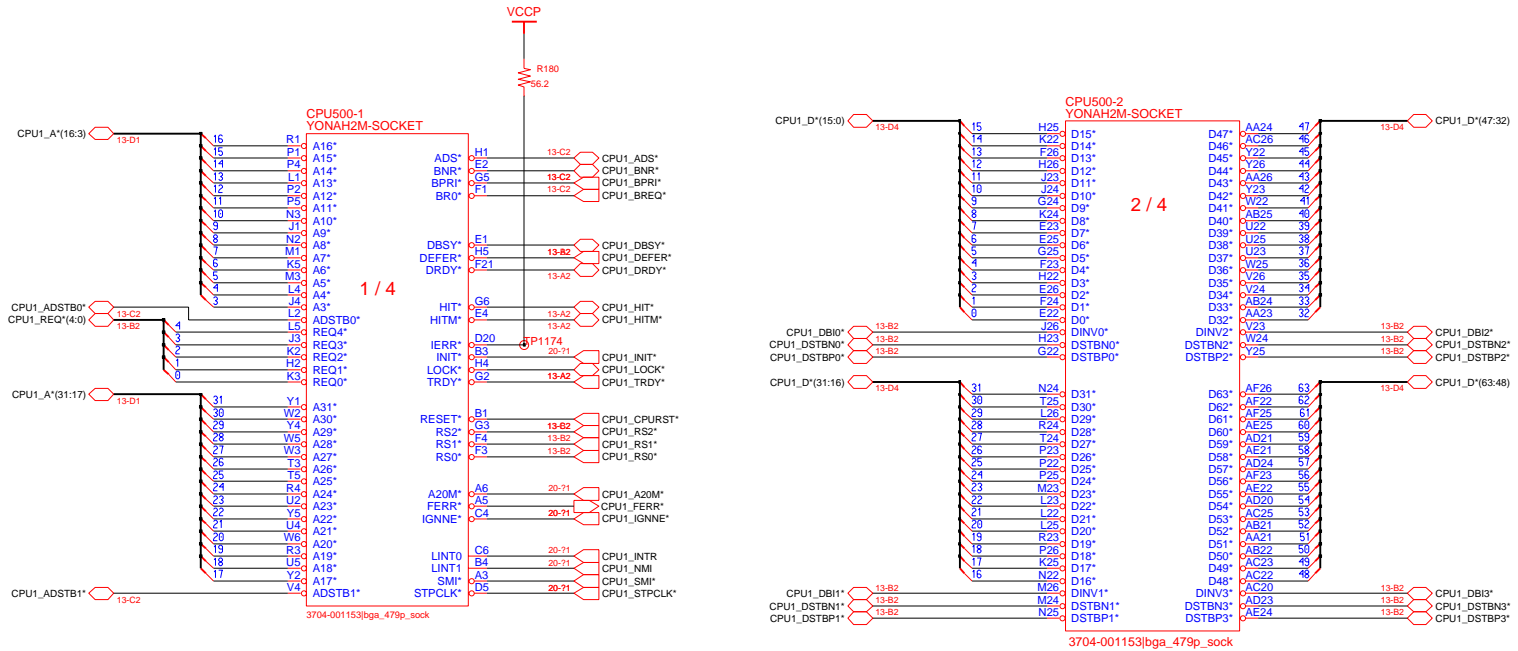 VCCP
R180
56.2
CPU500-1
YONAH2M-SOCKET
1 / 4
CPU1_A*(16:3)
13-D1
16 R1 A16*
15 P1 A15*
14 P4 A14*
13 L1 A13*
12 P2 A12*
11 P5 A11*
10 N3 A10*
9 J1 A9*
8 N2 A8*
7 M1 A7*
6 K5 A6*
5 M3 A5*
4 L4 A4*
3 J4 A3*
CPU1_ADSTB0* 13-C2 L2 ADSTB0*
CPU1_REQ*(4:0) 13-B2
4 L5 REQ4*
3 J3 REQ3*
2 K2 REQ2*
1 H2 REQ1*
0 K3 REQ0*
CPU1_A*(31:17)
13-D1
31 Y1 A31*
30 W2 A30*
29 Y4 A29*
28 W5 A28*
27 W3 A27*
26 T3 A26*
25 T5 A25*
24 R4 A24*
23 U2 A23*
22 Y5 A22*
21 U4 A21*
20 W6 A20*
19 R3 A19*
18 U5 A18*
17 Y2 A17*
CPU1_ADSTB1* 13-C2 V4 ADSTB1*
ADS* H1 13-C2 CPU1_ADS*
BNR* E2 CPU1_BNR*
BPRI* G5 13-C2 CPU1_BPRI*
BR0* F1 13-C2 CPU1_BREQ*
DBSY* E1 CPU1_DBSY*
DEFER* H5 13-B2 CPU1_DEFER*
DRDY* F21 13-A2 CPU1_DRDY*
HIT* G6 CPU1_HIT*
HITM* E4 13-A2 CPU1_HITM*
13-A2
IERR* D20 TP1174
INIT* B3 20-?1 CPU1_INIT*
LOCK* H4 CPU1_LOCK*
TRDY* G2 13-A2 CPU1_TRDY*
RESET* B1 CPU1_CPURST*
RS2* G3 13-B2 CPU1_RS2*
RS1* F4 13-B2 CPU1_RS1*
RS0* F3 13-B2 CPU1_RS0*
A20M* A6 20-?1 CPU1_A20M*
FERR* A5 CPU1_FERR*
IGNNE* C4 20-?1 CPU1_IGNNE*
LINT0 C6 20-?1 CPU1_INTR
LINT1 B4 CPU1_NMI
SMI* A3 20-?1 CPU1_SMI*
STPCLK* D5 20-?1 CPU1_STPCLK*
3704-001153|bga_479p_sock
CPU500-2
YONAH2M-SOCKET
2 / 4
CPU1_D*(15:0) 13-D4
13-D4 CPU1_D*(47:32)
15 H25 D15* D47* AA24 47
14 K22 D14* D46* AC26 46
13 F26 D13* D45* Y22 45
12 H26 D12* D44* Y26 44
11 J23 D11* D43* AA26 43
10 J24 D10* D42* Y23 42
9 G24 D9* D41* W22 41
8 K24 D8* D40* AB25 40
7 E23 D7* D39* U22 39
6 E25 D6* D38* U25 38
5 G25 D5* D37* U23 37
4 F23 D4* D36* W25 36
3 H22 D3* D35* V26 35
2 E26 D2* D34* V24 34
1 F24 D1* D33* AB24 33
0 E22 D0* D32* AA23 32
CPU1_DBI0* 13-B2 J26 DINV0* DINV2* V23 13-B2 CPU1_DBI2*
CPU1_DSTBN0* 13-B2 H23 DSTBN0* DSTBN2* W24 13-B2 CPU1_DSTBN2*
CPU1_DSTBP0* 13-B2 G22 DSTBP0* DSTBP2* Y25 13-B2 CPU1_DSTBP2*
CPU1_D*(31:16) 13-D4
13-D4 CPU1_D*(63:48)
31 N24 D31* D63* AF26 63
30 T25 D30* D62* AF22 62
29 L26 D29* D61* AF25 61
28 R24 D28* D60* AE25 60
27 T24 D27* D59* AD21 59
26 P23 D26* D58* AE21 58
25 P22 D25* D57* AD24 57
24 P25 D24* D56* AF23 56
23 M23 D23* D55* AE22 55
22 L23 D22* D54* AD20 54
21 L22 D21* D53* AC25 53
20 L25 D20* D52* AB21 52
19 R23 D19* D51* AA21 51
18 P26 D18* D50* AB22 50
17 K25 D17* D49* AC23 49
16 N22 D16* D48* AC22 48
CPU1_DBI1* 13-B2 M26 DINV1* DINV3* AC20 13-B2 CPU1_DBI3*
CPU1_DSTBN1* 13-B2 M24 DSTBN1* DSTBN3* AD23 13-B2 CPU1_DSTBN3*
CPU1_DSTBP1* 13-B2 N25 DSTBP1* DSTBP3* AE24 13-B2 CPU1_DSTBP3*
3704-001153|bga_479p_sock